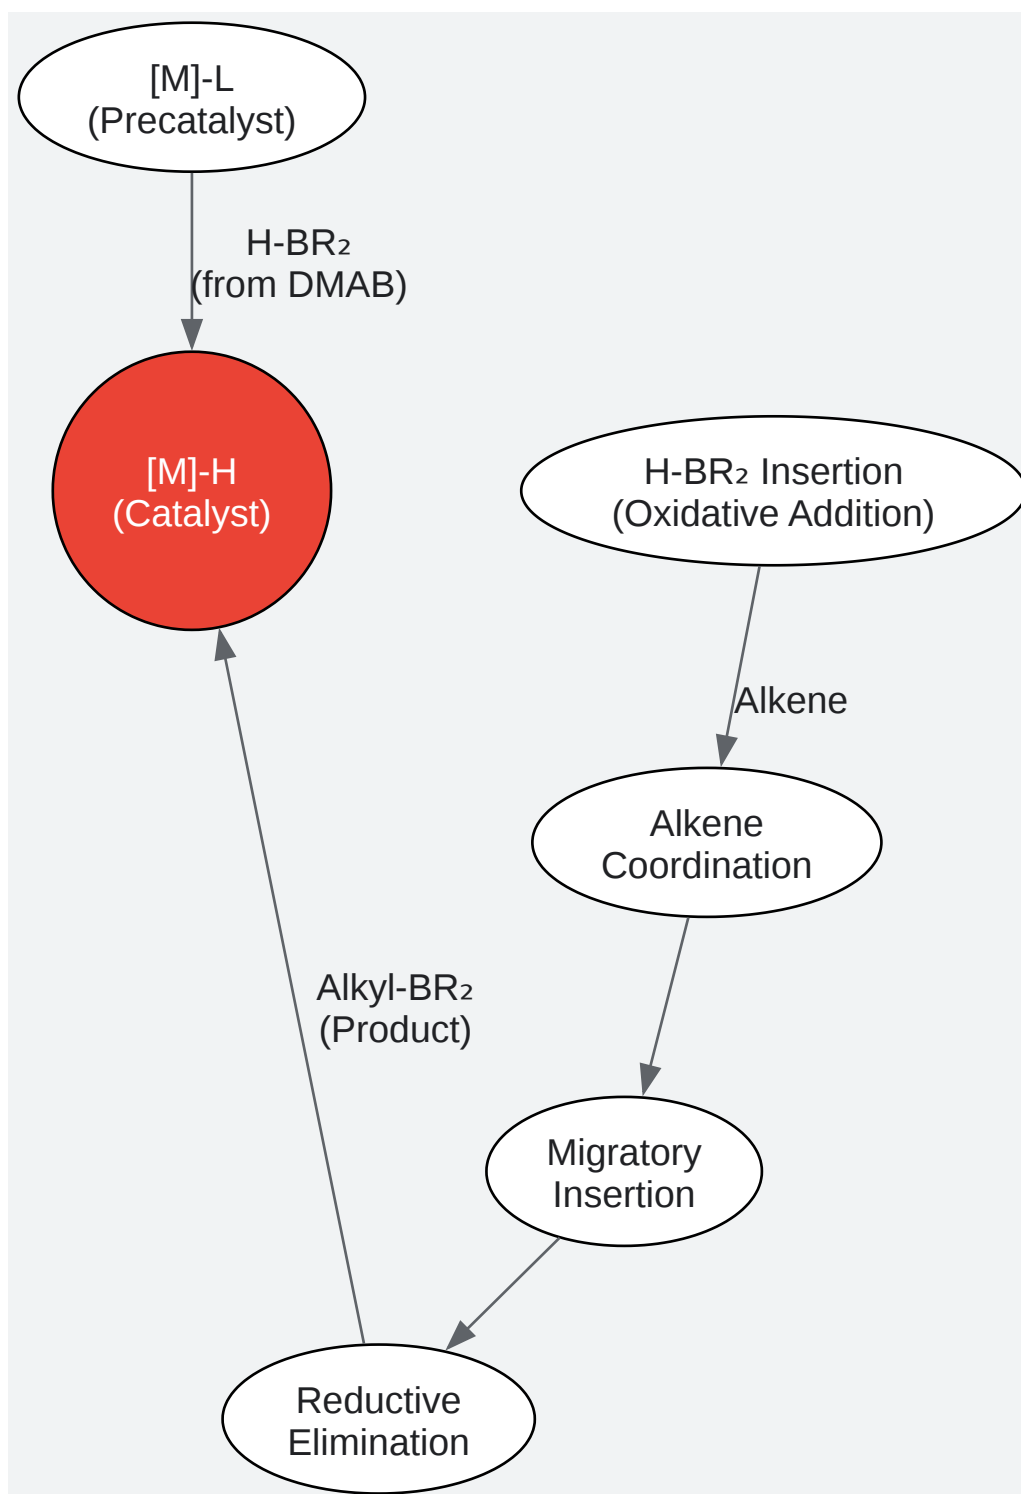 [M]-L
(Precatalyst)
H-BR₂
(from DMAB)
[M]-H
(Catalyst)
H-BR₂ Insertion
(Oxidative Addition)
Alkene
Alkene
Coordination
Alkyl-BR₂
(Product)
Migratory
Insertion
Reductive
Elimination